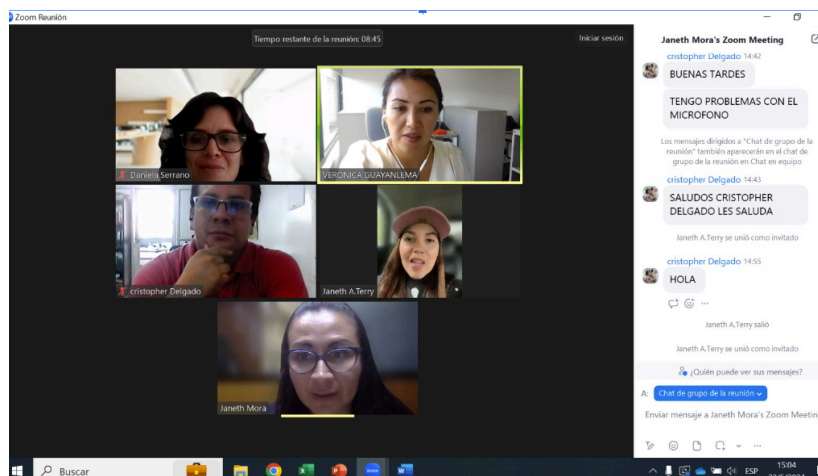 Zoom Reunión
Tiempo restante de la reunión: 08:45
Iniciar sesión
Daniela Serrano
VERONICA GUAYANLEMA
cristopher Delgado
Janeth A.Terry
Janeth Mora
Janeth Mora's Zoom Meeting
cristopher Delgado 14:42
BUENAS TARDES
TENGO PROBLEMAS CON EL
MICROFONO
Los mensajes dirigidos a "Chat de grupo de la
reunión" también aparecerán en el chat de
grupo de la reunión en Chat en equipo
cristopher Delgado 14:43
SALUDOS CRISTOPHER
DELGADO LES SALUDA
Janeth A.Terry se unió como invitado
cristopher Delgado 14:55
HOLA
Janeth A.Terry salió
Janeth A.Terry se unió como invitado
¿Quién puede ver sus mensajes?
A: Chat de grupo de la reunión
Enviar mensaje a Janeth Mora's Zoom Meetin
Buscar
ESP
15:04